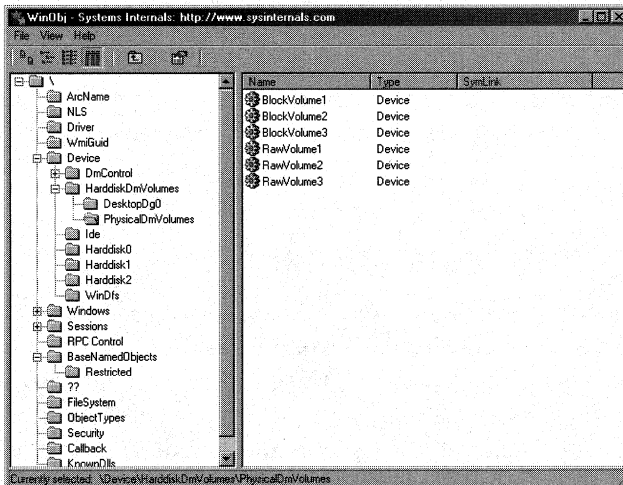 WinObj - Systems Internals: http://www.sysinternals.com
File View Help
\
ArcName
NLS
Driver
WmiGuid
Device
DmControl
HarddiskDmVolumes
DesktopDg0
PhysicalDmVolumes
Ide
Harddisk0
Harddisk1
Harddisk2
WinDfs
Windows
Sessions
RPC Control
BaseNamedObjects
Restricted
??
FileSystem
ObjectTypes
Security
Callback
KnownDlls
Name Type SymLink
BlockVolume1 Device
BlockVolume2 Device
BlockVolume3 Device
RawVolume1 Device
RawVolume2 Device
RawVolume3 Device
Currently selected: \Device\HarddiskDmVolumes\PhysicalDmVolumes